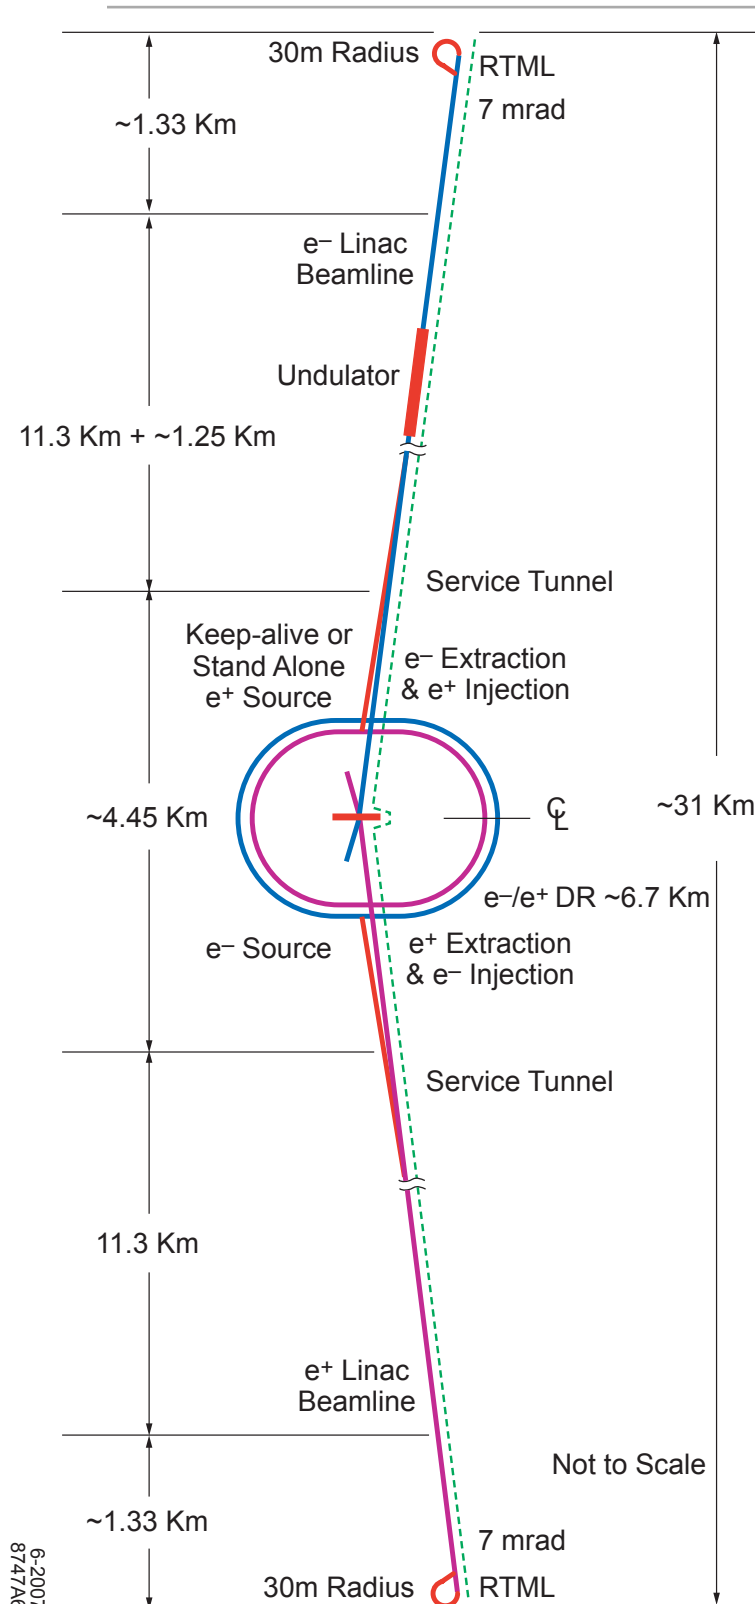 30m Radius
RTML
7 mrad
~1.33 Km
e– Linac
Beamline
Undulator
11.3 Km + ~1.25 Km
Service Tunnel
Keep-alive or
Stand Alone
e+ Source
e– Extraction
& e+ Injection
~4.45 Km
℄
~31 Km
e–/e+ DR ~6.7 Km
e– Source
e+ Extraction
& e– Injection
Service Tunnel
11.3 Km
e+ Linac
Beamline
Not to Scale
~1.33 Km
7 mrad
30m Radius
RTML
6-2007
8747A6